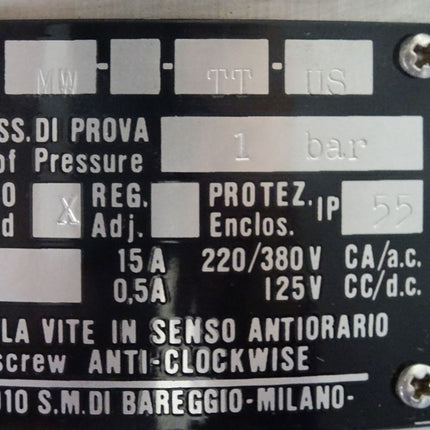 MW - - TT - US
SS.DI PROVA 1 bar
of Pressure
O X REG. PROTEZ. IP 55
d Adj. Enclos.
15A 220/380V CA/a.c.
0,5A 125V CC/d.c.
LA VITE IN SENSO ANTIORARIO
screw ANTI-CLOCKWISE
010 S.M.DI BAREGGIO-MILANO-